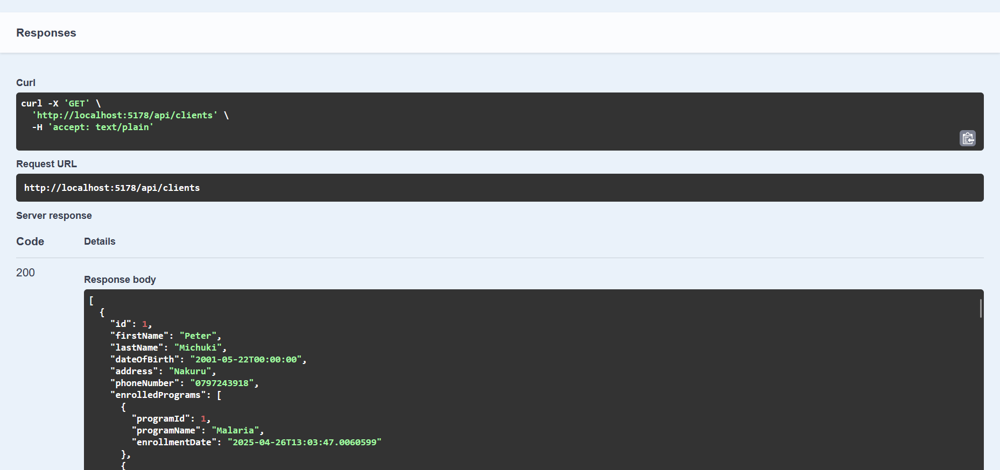 Responses
Curl
curl -X 'GET' \
  'http://localhost:5178/api/clients' \
  -H 'accept: text/plain'
Request URL
http://localhost:5178/api/clients
Server response
Code Details
200
Response body
[
  {
    "id": 1,
    "firstName": "Peter",
    "lastName": "Michuki",
    "dateOfBirth": "2001-05-22T00:00:00",
    "address": "Nakuru",
    "phoneNumber": "0797243918",
    "enrolledPrograms": [
      {
        "programId": 1,
        "programName": "Malaria",
        "enrollmentDate": "2025-04-26T13:03:47.0060599"
      },
      {